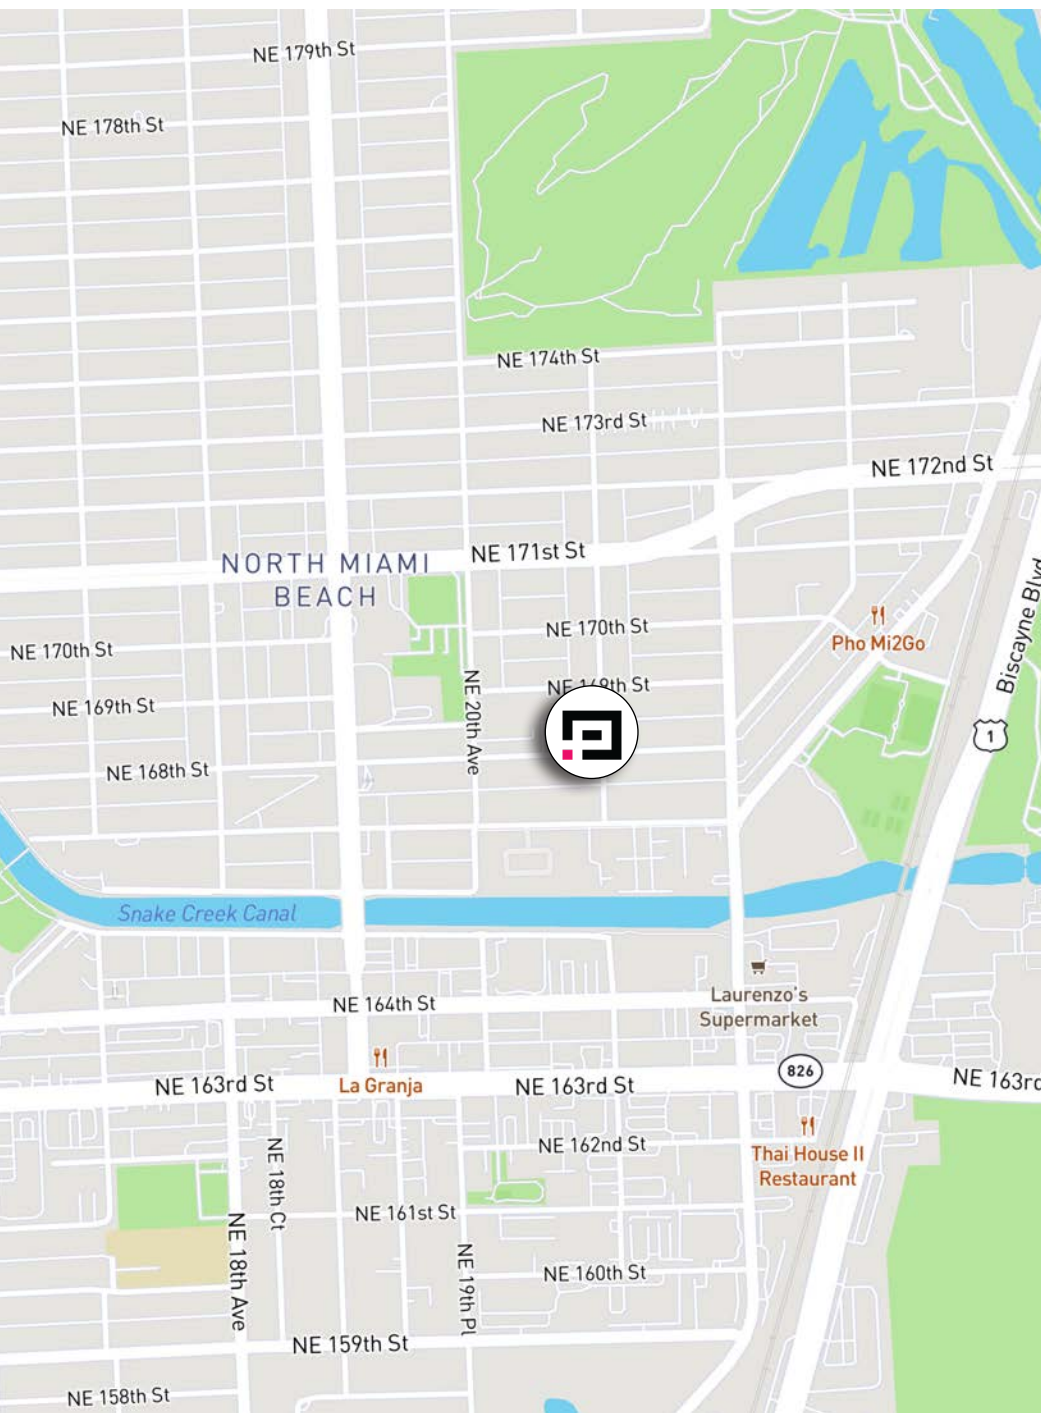 NE 179th St
NE 178th St
NE 174th St
NE 173rd St
NE 172nd St
NE 171st St
NORTH MIAMI
BEACH
Biscayne Blvd
NE 170th St
Pho Mi2Go
NE 170th St
NE 169th St
NE 169th St
NE 20th Ave
1
NE 168th St
Snake Creek Canal
Laurenzo's
Supermarket
NE 164th St
826
NE 163rd St
La Granja
NE 163rd St
NE 163rd
NE 162nd St
Thai House II
Restaurant
NE 18th Ct
NE 161st St
NE 18th Ave
NE 19th Pl
NE 160th St
NE 159th St
NE 158th St